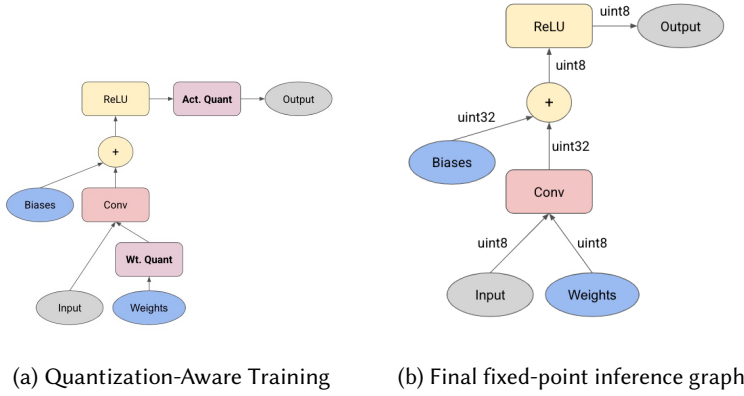 ReLU
Act. Quant
Output
+
Biases
Conv
Wt. Quant
Input
Weights
(a) Quantization-Aware Training
ReLU
uint8
Output
uint8
+
uint32
Biases
uint32
Conv
uint8
uint8
Input
Weights
(b) Final fixed-point inference graph